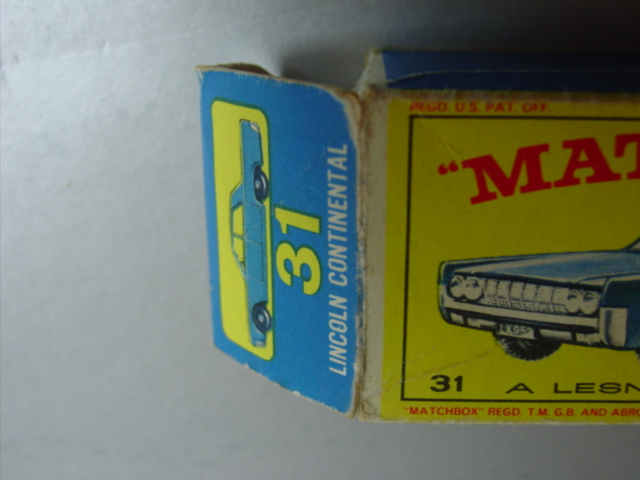 31
LINCOLN CONTINENTAL
REGD. U.S. PAT. OFF.
"MAT
31 A LESN
"MATCHBOX" REGD. T.M. G.B. AND ABRO